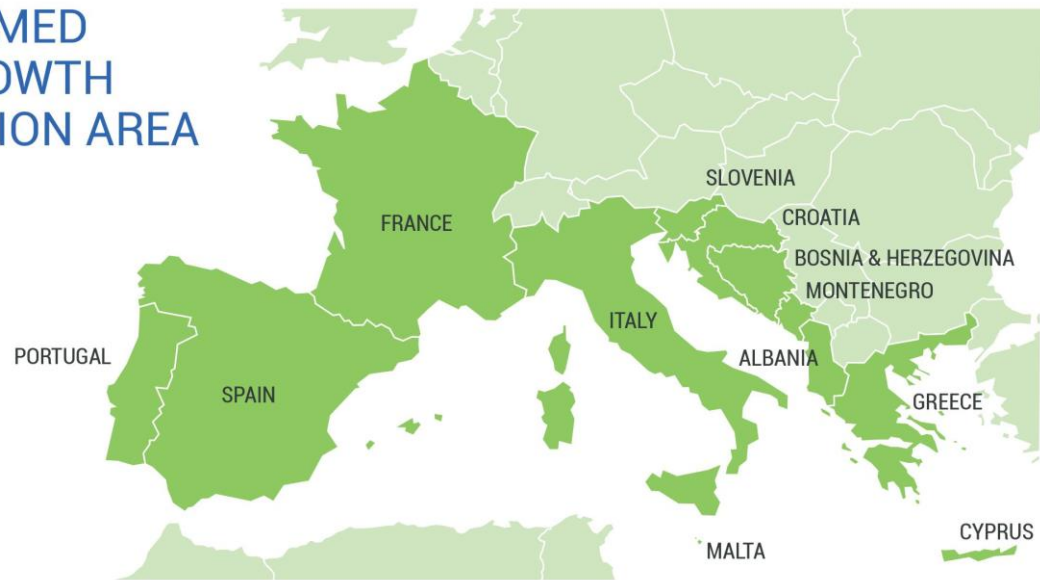 MED
OWTH
ION AREA
SLOVENIA
FRANCE
CROATIA
BOSNIA & HERZEGOVINA
MONTENEGRO
ITALY
PORTUGAL
ALBANIA
SPAIN
GREECE
CYPRUS
MALTA